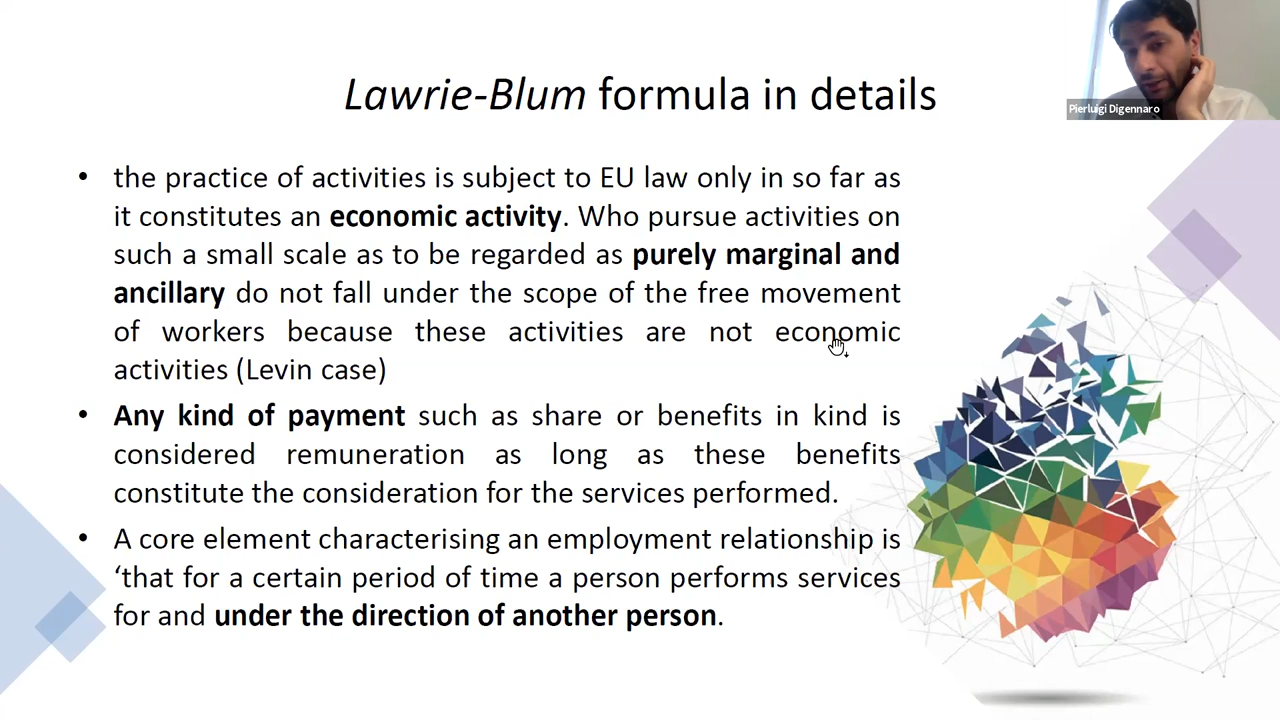 Pierluigi Digennaro
Lawrie-Blum formula in details
• the practice of activities is subject to EU law only in so far as
it constitutes an economic activity. Who pursue activities on
such a small scale as to be regarded as purely marginal and
ancillary do not fall under the scope of the free movement
of workers because these activities are not economic
activities (Levin case)
• Any kind of payment such as share or benefits in kind is
considered remuneration as long as these benefits
constitute the consideration for the services performed.
• A core element characterising an employment relationship is
‘that for a certain period of time a person performs services
for and under the direction of another person.